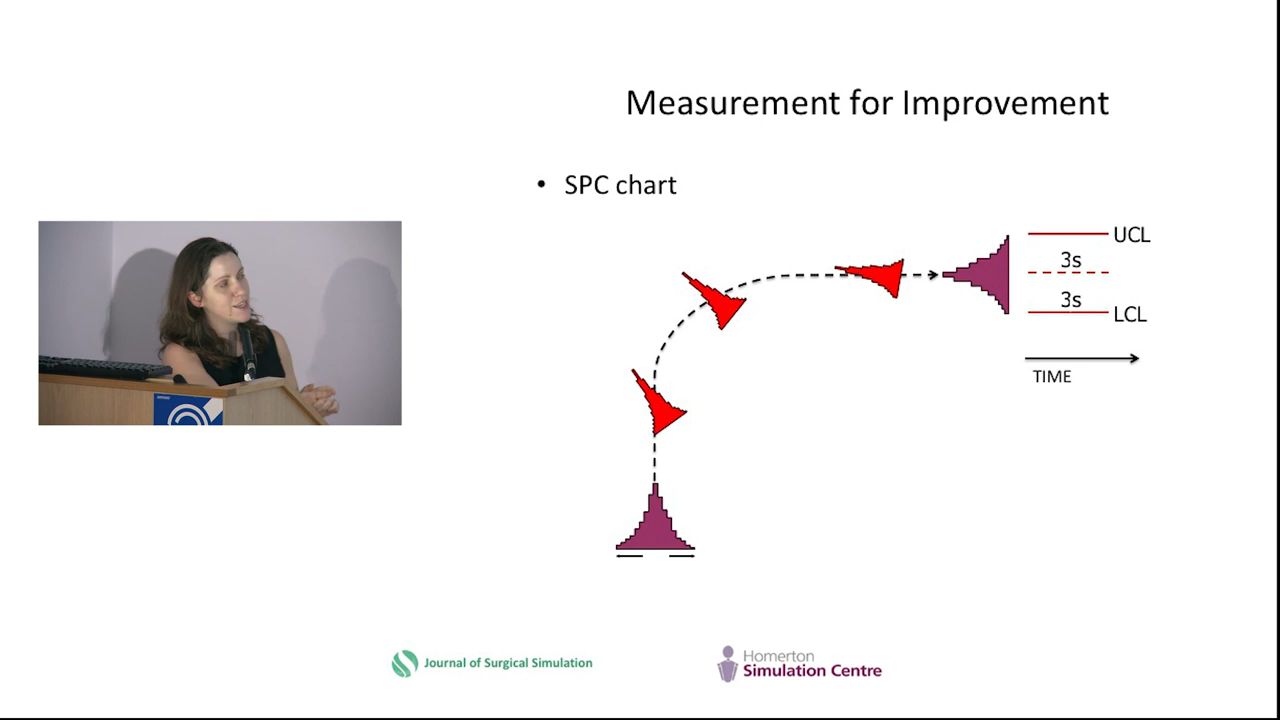 Measurement for Improvement
• SPC chart
UCL
3s
3s
LCL
TIME
Journal of Surgical Simulation
Homerton
Simulation Centre